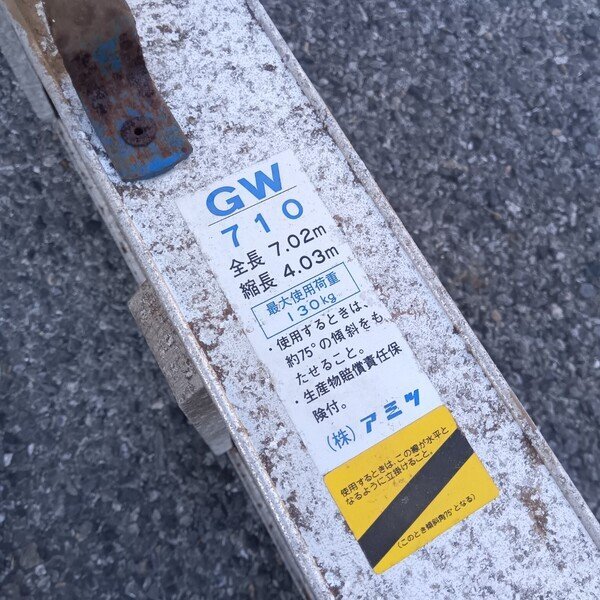 GW
710
全長 7.02m
縮長 4.03m
最大使用荷重
130kg
・使用するときは、
約75°の傾斜をも
たせること。
・生産物賠償責任保
険付。
(株)アミツ
使用するときは、この線が水平と
なるように立掛けること。
(このとき傾斜角75°となる)